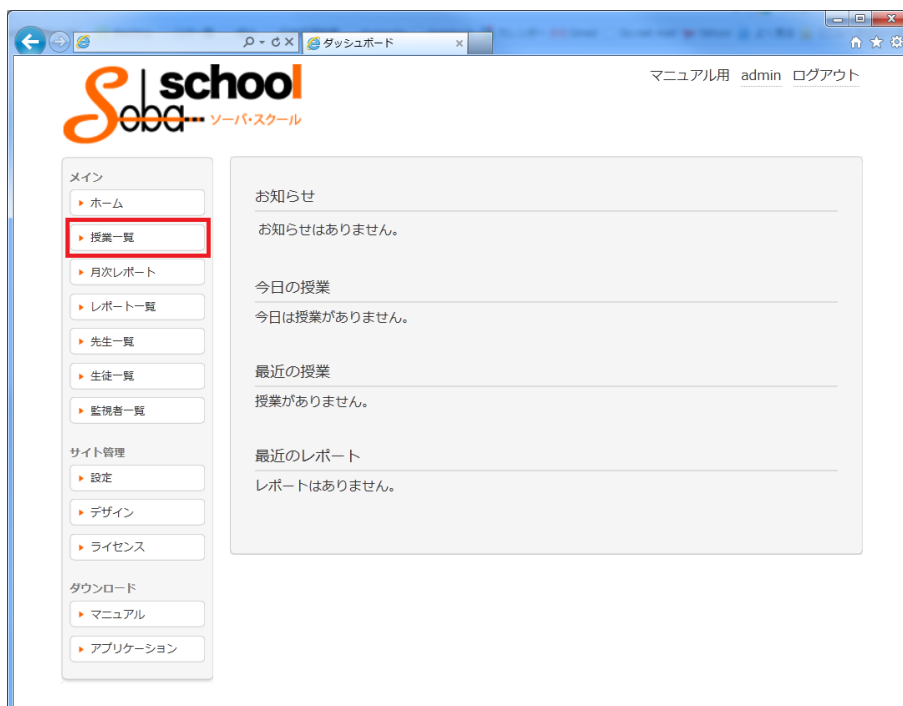 ダッシュボード
Soba school
ソーバ・スクール
マニュアル用 admin ログアウト
メイン
ホーム
授業一覧
月次レポート
レポート一覧
先生一覧
生徒一覧
監視者一覧
サイト管理
設定
デザイン
ライセンス
ダウンロード
マニュアル
アプリケーション
お知らせ
お知らせはありません。
今日の授業
今日は授業がありません。
最近の授業
授業がありません。
最近のレポート
レポートはありません。